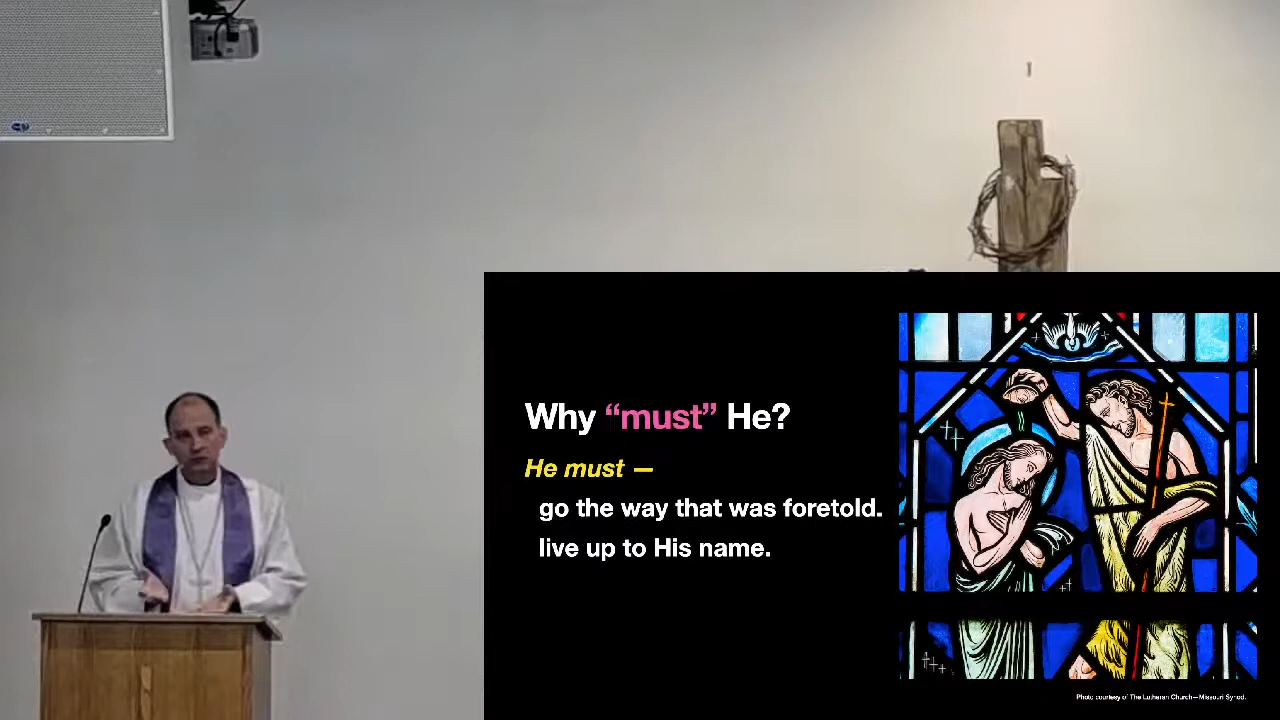 Why “must” He?
He must —
go the way that was foretold.
live up to His name.
Photo courtesy of The Lutheran Church—Missouri Synod.